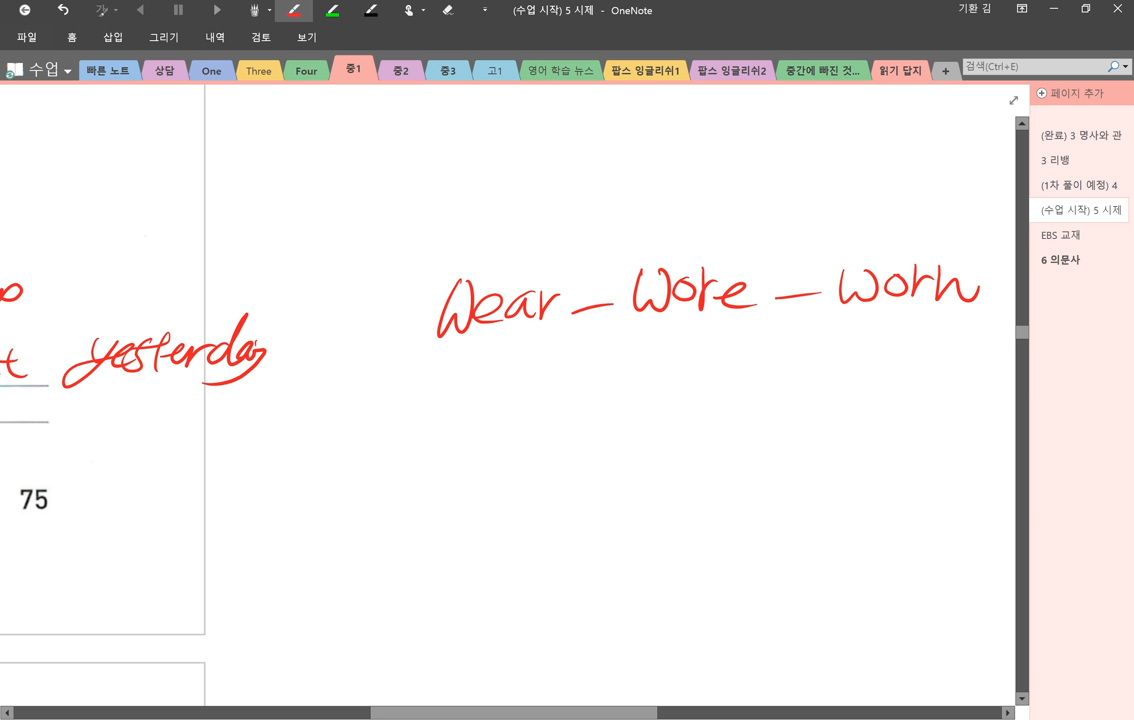 (수업 시작) 5 시제 - OneNote
기환 김
파일 홈 삽입 그리기 내역 검토 보기
수업 빠른 노트 상담 One Three Four 중1 중2 중3 고1 영어 학습 뉴스 팝스 잉글리쉬1 팝스 잉글리쉬2 중간에 빠진 것... 읽기 답지 + 검색(Ctrl+E)
페이지 추가
(완료) 3 명사와 관
3 리뱅
(1차 풀이 예정) 4
(수업 시작) 5 시제
EBS 교재
6 의문사
Wear - Wore - Worn
t yesterday
75